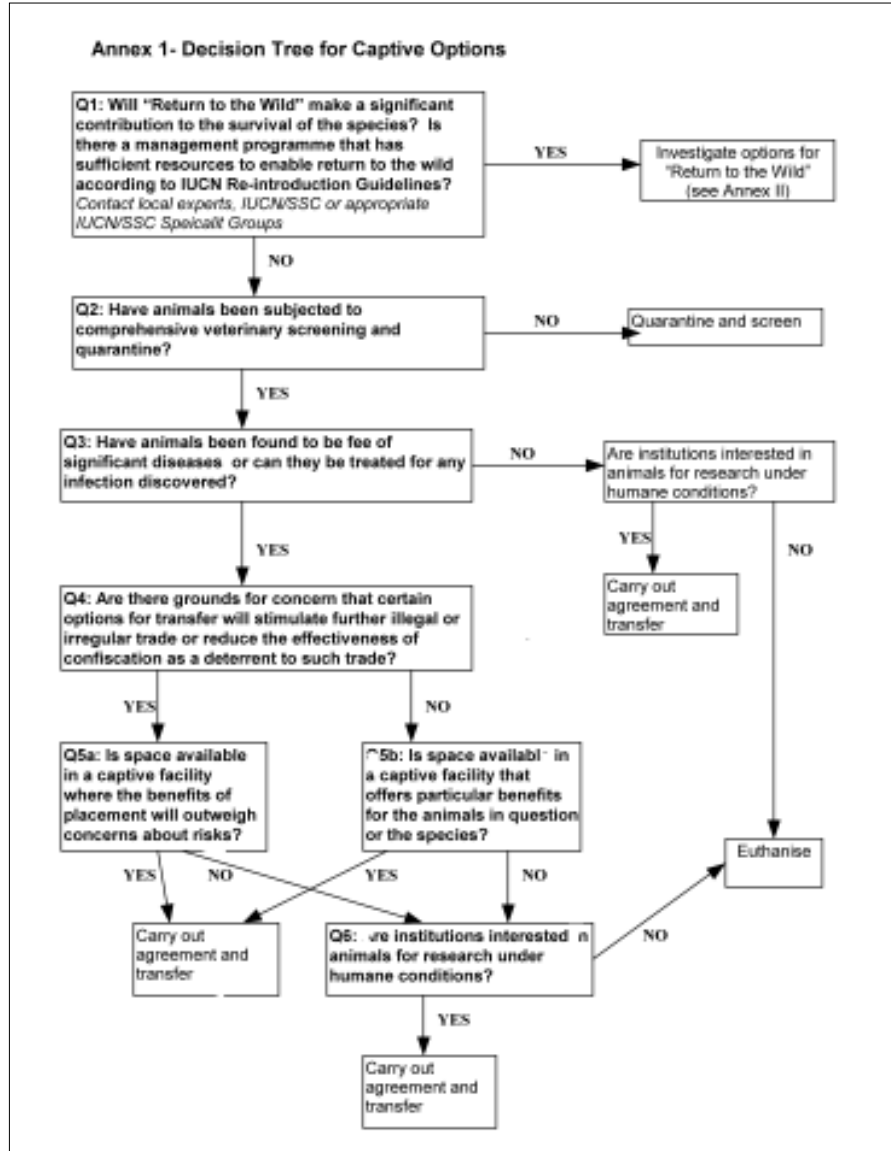 Annex 1- Decision Tree for Captive Options
Q1: Will “Return to the Wild” make a significant
contribution to the survival of the species? Is
there a management programme that has
sufficient resources to enable return to the wild
according to IUCN Re-introduction Guidelines?
Contact local experts, IUCN/SSC or appropriate
IUCN/SSC Speicalit Groups
YES
Investigate options for
“Return to the Wild”
(see Annex II)
NO
Q2: Have animals been subjected to
comprehensive veterinary screening and
quarantine?
NO
Quarantine and screen
YES
Q3: Have animals been found to be fee of
significant diseases or can they be treated for any
infection discovered?
NO
Are institutions interested in
animals for research under
humane conditions?
YES
YES
NO
Carry out
agreement and
transfer
Q4: Are there grounds for concern that certain
options for transfer will stimulate further illegal or
irregular trade or reduce the effectiveness of
confiscation as a deterrent to such trade?
YES
NO
Q5a: Is space available
in a captive facility
where the benefits of
placement will outweigh
concerns about risks?
5b: Is space available in
a captive facility that
offers particular benefits
for the animals in question
or the species?
Euthanise
YES
NO
YES
NO
Carry out
agreement and
transfer
Q6: Are institutions interested in
animals for research under
humane conditions?
NO
YES
Carry out
agreement and
transfer